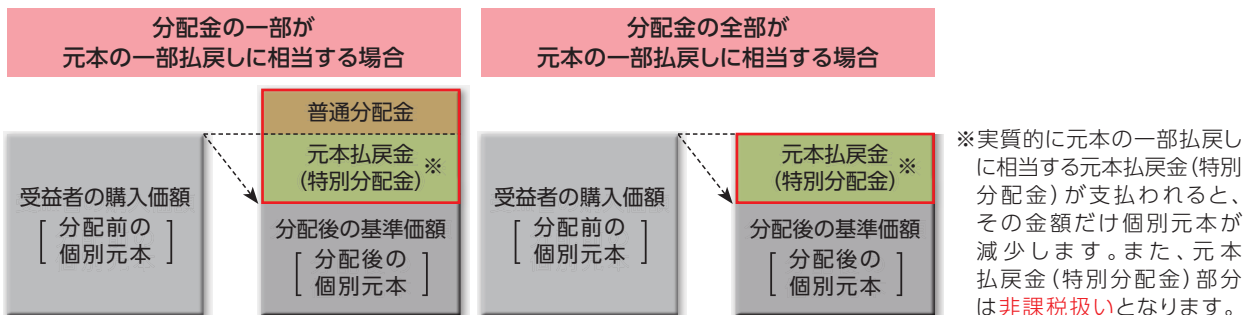 分配金の一部が
元本の一部払戻しに相当する場合
普通分配金
元本払戻金
(特別分配金)
※
受益者の購入価額
[ 分配前の
個別元本 ]
分配後の基準価額
[ 分配後の
個別元本 ]
分配金の全部が
元本の一部払戻しに相当する場合
元本払戻金
(特別分配金)
※
受益者の購入価額
[ 分配前の
個別元本 ]
分配後の基準価額
[ 分配後の
個別元本 ]
※実質的に元本の一部払戻し
に相当する元本払戻金(特別
分配金)が支払われると、
その金額だけ個別元本が
減少します。また、元本
払戻金(特別分配金)部分
は非課税扱いとなります。